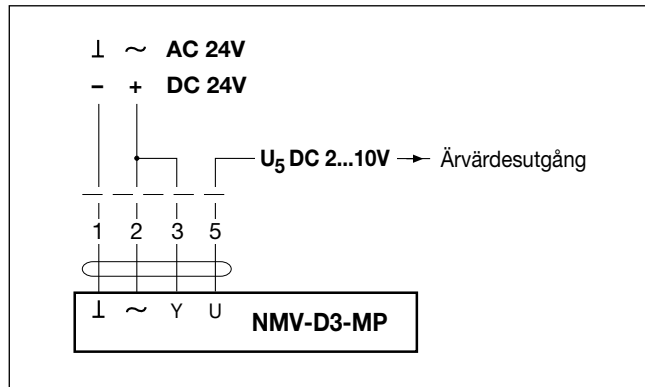 ⊥ ~ AC 24V
– + DC 24V
U5 DC 2...10V → Ärvärdesutgång
1 2 3 5
⊥ ~ Y U
NMV-D3-MP